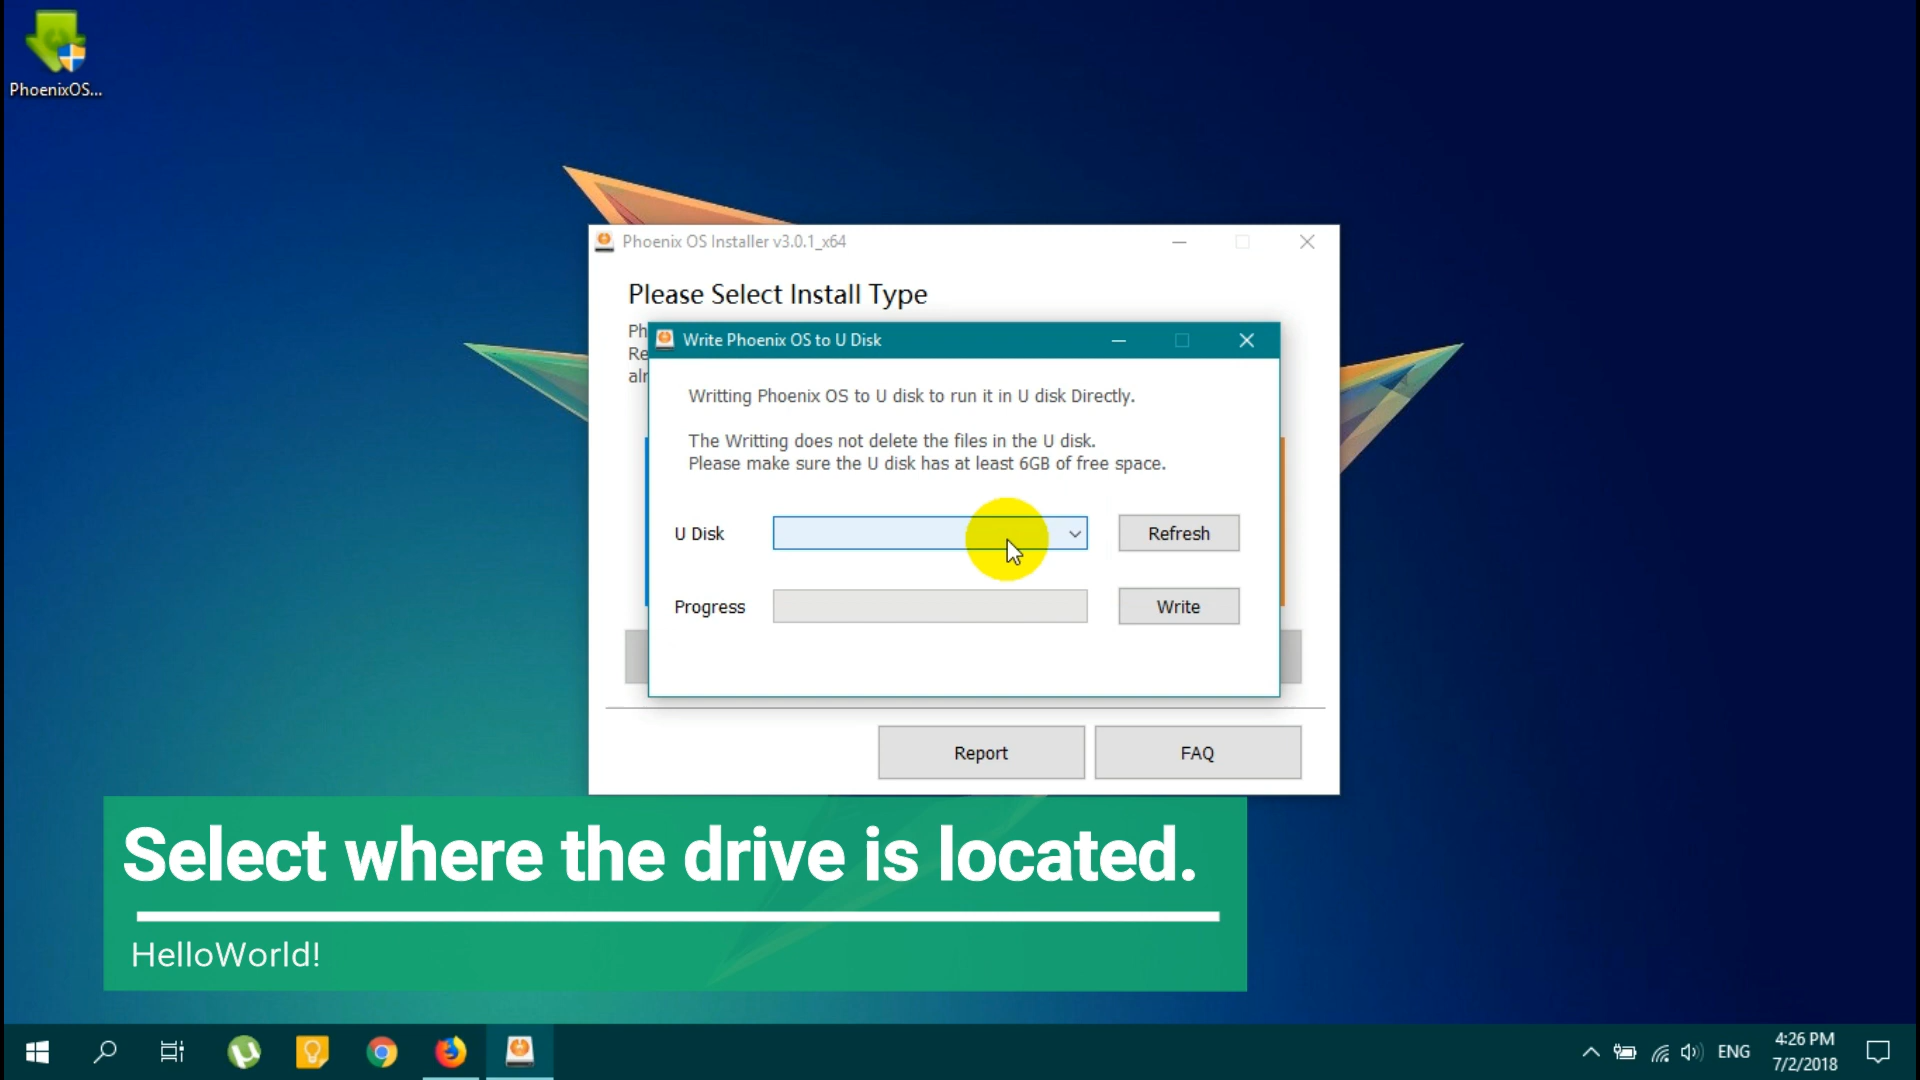 PhoenixOS...
Phoenix OS Installer v3.0.1_x64
Please Select Install Type
Ph
Re
alr
Write Phoenix OS to U Disk
Writting Phoenix OS to U disk to run it in U disk Directly.
The Writting does not delete the files in the U disk.
Please make sure the U disk has at least 6GB of free space.
U Disk
Refresh
Progress
Write
Report
FAQ
Select where the drive is located.
HelloWorld!
ENG
4:26 PM
7/2/2018